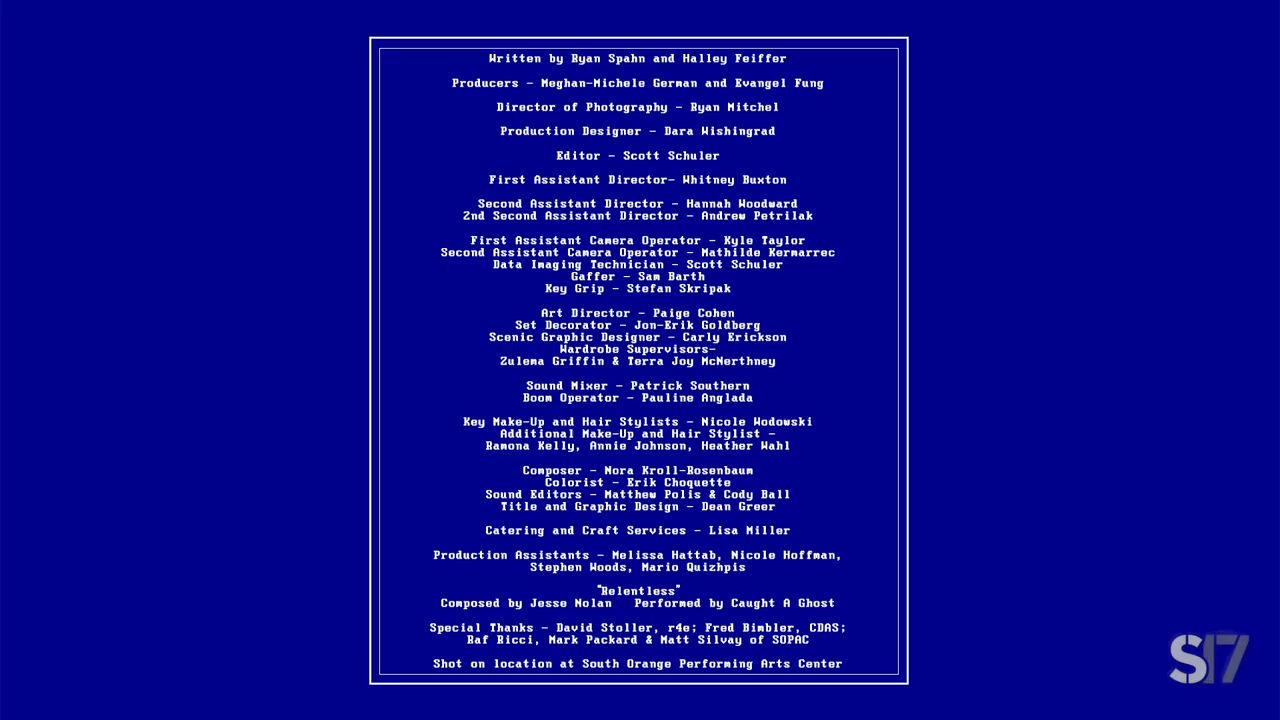 Written by Ryan Spahn and Halley Feiffer
Producers - Meghan-Michele German and Evangel Fung
Director of Photography - Ryan Mitchel
Production Designer - Dara Wishingrad
Editor - Scott Schuler
First Assistant Director- Whitney Buxton
Second Assistant Director - Hannah Woodward
2nd Second Assistant Director - Andrew Petrilak
First Assistant Camera Operator - Kyle Taylor
Second Assistant Camera Operator - Mathilde Kermarrec
Data Imaging Technician - Scott Schuler
Gaffer - Sam Barth
Key Grip - Stefan Skripak
Art Director - Paige Cohen
Set Decorator - Jon-Erik Goldberg
Scenic Graphic Designer - Carly Erickson
Wardrobe Supervisors-
Zulema Griffin & Terra Joy McNerthney
Sound Mixer - Patrick Southern
Boom Operator - Pauline Anglada
Key Make-Up and Hair Stylists - Nicole Wodowski
Additional Make-Up and Hair Stylist -
Ramona Kelly, Annie Johnson, Heather Wahl
Composer - Nora Kroll-Rosenbaum
Colorist - Erik Choquette
Sound Editors - Matthew Polis & Cody Ball
Title and Graphic Design - Dean Greer
Catering and Craft Services - Lisa Miller
Production Assistants - Melissa Hattab, Nicole Hoffman,
Stephen Woods, Mario Quizhpis
"Relentless"
Composed by Jesse Nolan Performed by Caught A Ghost
Special Thanks - David Stoller, r4e; Fred Bimbler, CDAS;
Raf Ricci, Mark Packard & Matt Silvay of SOPAC
Shot on location at South Orange Performing Arts Center
S17